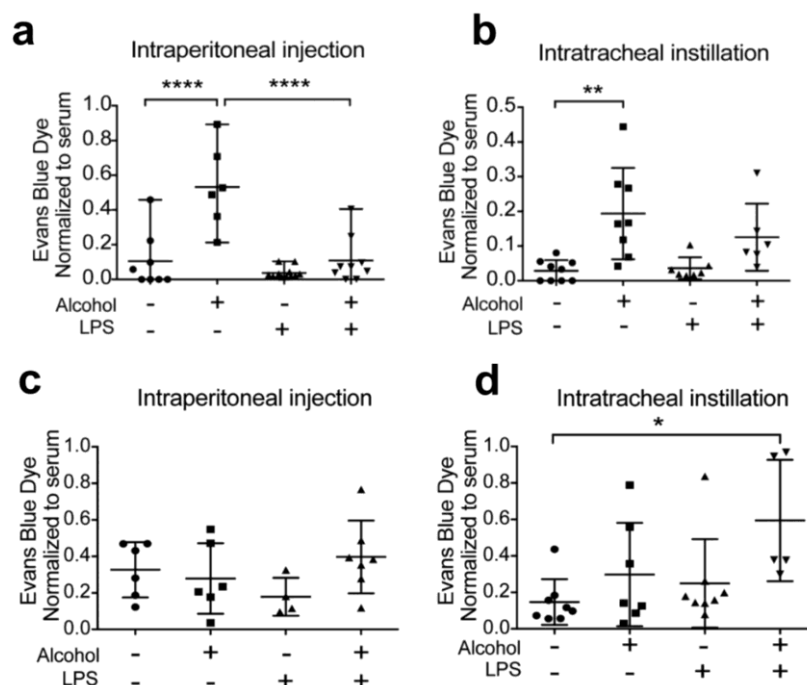 a
Intraperitoneal injection
**** ****
Evans Blue Dye
Normalized to serum
1.0
0.8
0.6
0.4
0.2
0.0
Alcohol - + - +
LPS - - + +
b
Intratracheal instillation
**
Evans Blue Dye
Normalized to serum
0.5
0.4
0.3
0.2
0.1
0.0
Alcohol - + - +
LPS - - + +
c
Intraperitoneal injection
Evans Blue Dye
Normalized to serum
1.0
0.8
0.6
0.4
0.2
0.0
Alcohol - + - +
LPS - - + +
d
Intratracheal instillation
*
Evans Blue Dye
Normalized to serum
1.0
0.8
0.6
0.4
0.2
0.0
Alcohol - + - +
LPS - - + +